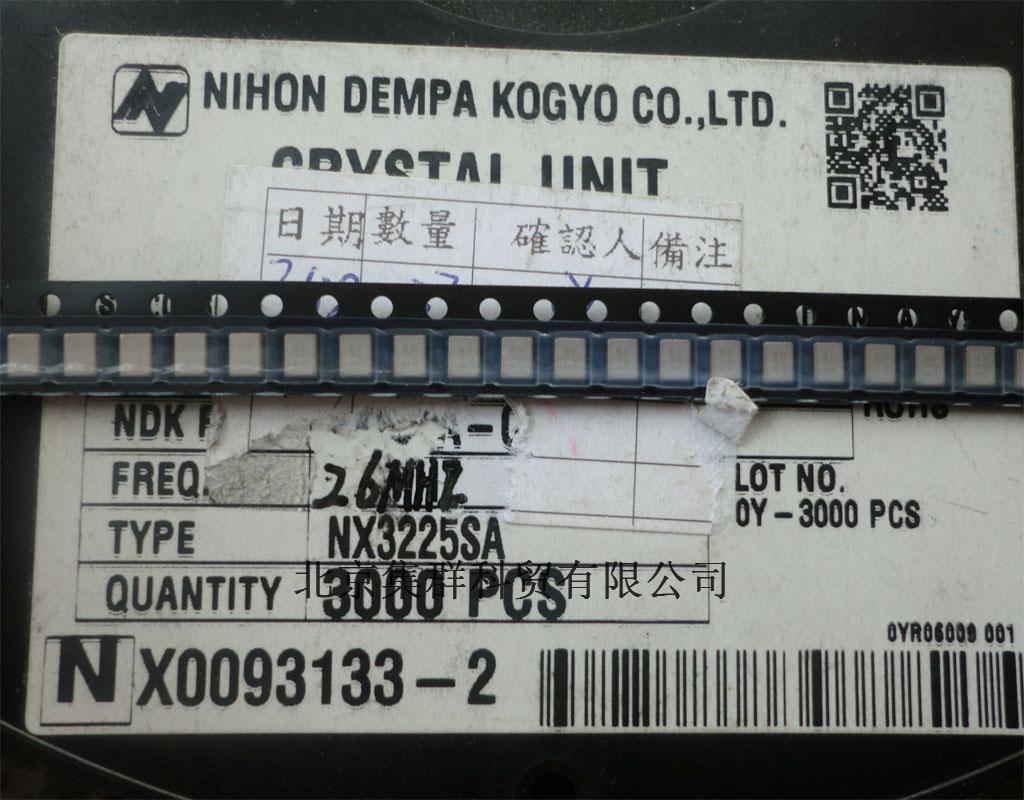 NIHON DEMPA KOGYO CO.,LTD.
CRYSTAL UNIT
日期 數量 確認人 備注
NDK
RoHS
FREQ. 26MHZ
LOT NO.
TYPE NX3225SA
0Y-3000 PCS
北京集群科贸有限公司
QUANTITY 3000 PCS
0YR06009 001
N X0093133-2